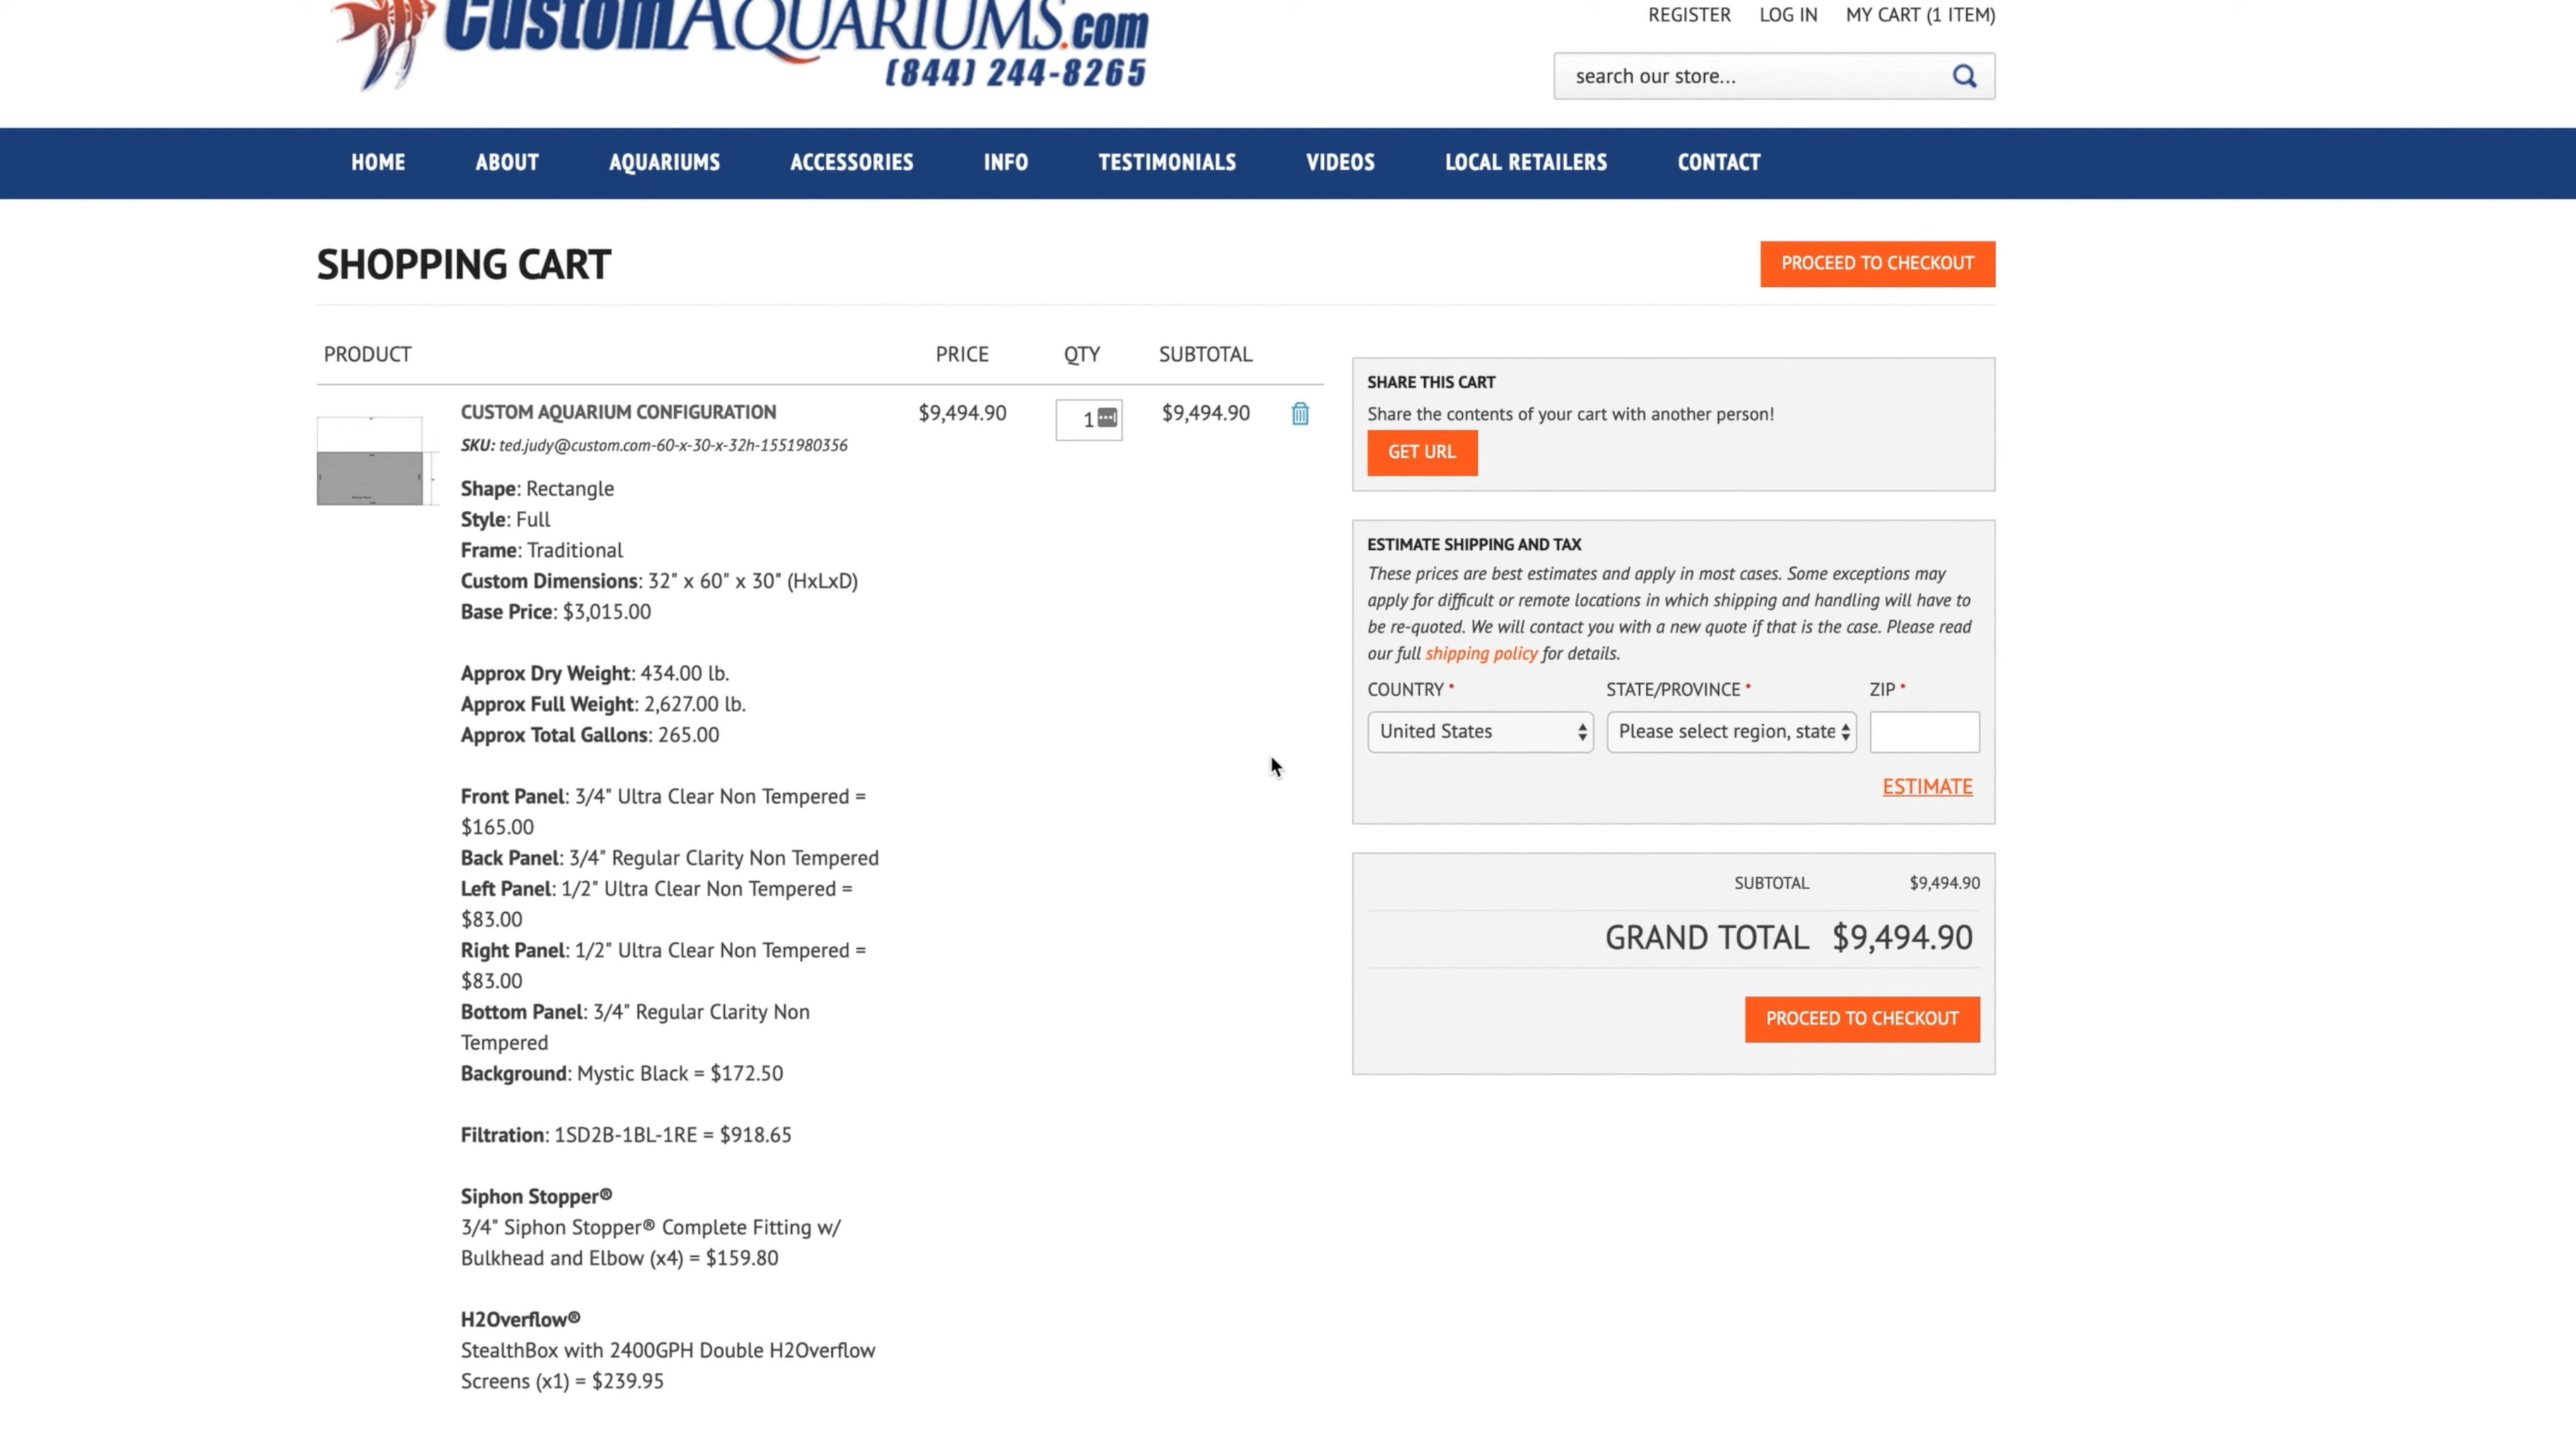 REGISTER LOG IN MY CART (1 ITEM)
CustomAQUARIUMS.com
(844) 244-8265
search our store...
HOME ABOUT AQUARIUMS ACCESSORIES INFO TESTIMONIALS VIDEOS LOCAL RETAILERS CONTACT
SHOPPING CART
PROCEED TO CHECKOUT
PRODUCT PRICE QTY SUBTOTAL
CUSTOM AQUARIUM CONFIGURATION $9,494.90 1 $9,494.90
SKU: ted.judy@custom.com-60-x-30-x-32h-1551980356
Shape: Rectangle
Style: Full
Frame: Traditional
Custom Dimensions: 32" x 60" x 30" (HxLxD)
Base Price: $3,015.00
Approx Dry Weight: 434.00 lb.
Approx Full Weight: 2,627.00 lb.
Approx Total Gallons: 265.00
Front Panel: 3/4" Ultra Clear Non Tempered =
$165.00
Back Panel: 3/4" Regular Clarity Non Tempered
Left Panel: 1/2" Ultra Clear Non Tempered =
$83.00
Right Panel: 1/2" Ultra Clear Non Tempered =
$83.00
Bottom Panel: 3/4" Regular Clarity Non
Tempered
Background: Mystic Black = $172.50
Filtration: 1SD2B-1BL-1RE = $918.65
Siphon Stopper®
3/4" Siphon Stopper® Complete Fitting w/
Bulkhead and Elbow (x4) = $159.80
H2Overflow®
StealthBox with 2400GPH Double H2Overflow
Screens (x1) = $239.95
SHARE THIS CART
Share the contents of your cart with another person!
GET URL
ESTIMATE SHIPPING AND TAX
These prices are best estimates and apply in most cases. Some exceptions may
apply for difficult or remote locations in which shipping and handling will have to
be re-quoted. We will contact you with a new quote if that is the case. Please read
our full shipping policy for details.
COUNTRY * STATE/PROVINCE * ZIP *
United States Please select region, state
ESTIMATE
SUBTOTAL $9,494.90
GRAND TOTAL $9,494.90
PROCEED TO CHECKOUT